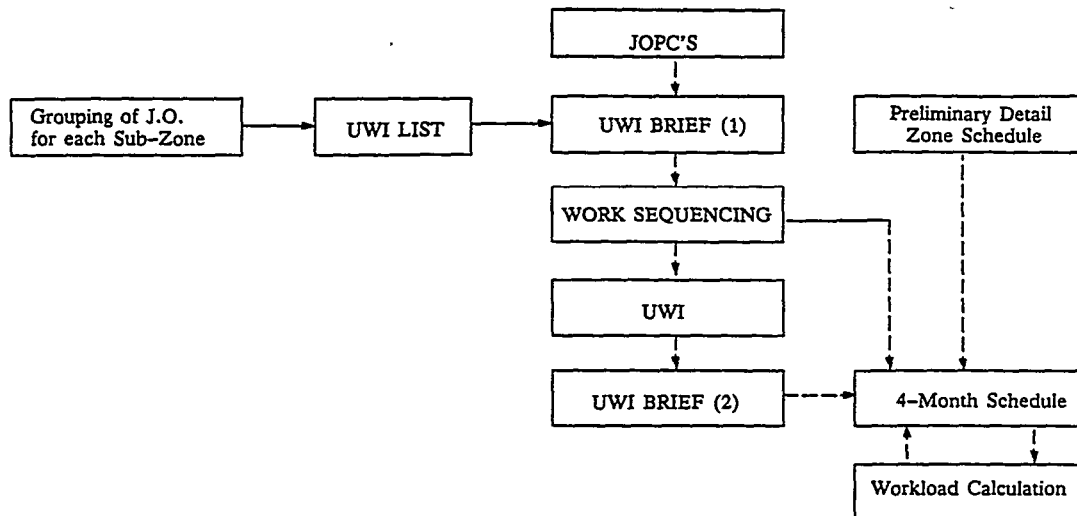 JOPC'S
Grouping of J.O.
for each Sub-Zone
UWI LIST
UWI BRIEF (1)
Preliminary Detail
Zone Schedule
WORK SEQUENCING
UWI
UWI BRIEF (2)
4-Month Schedule
Workload Calculation